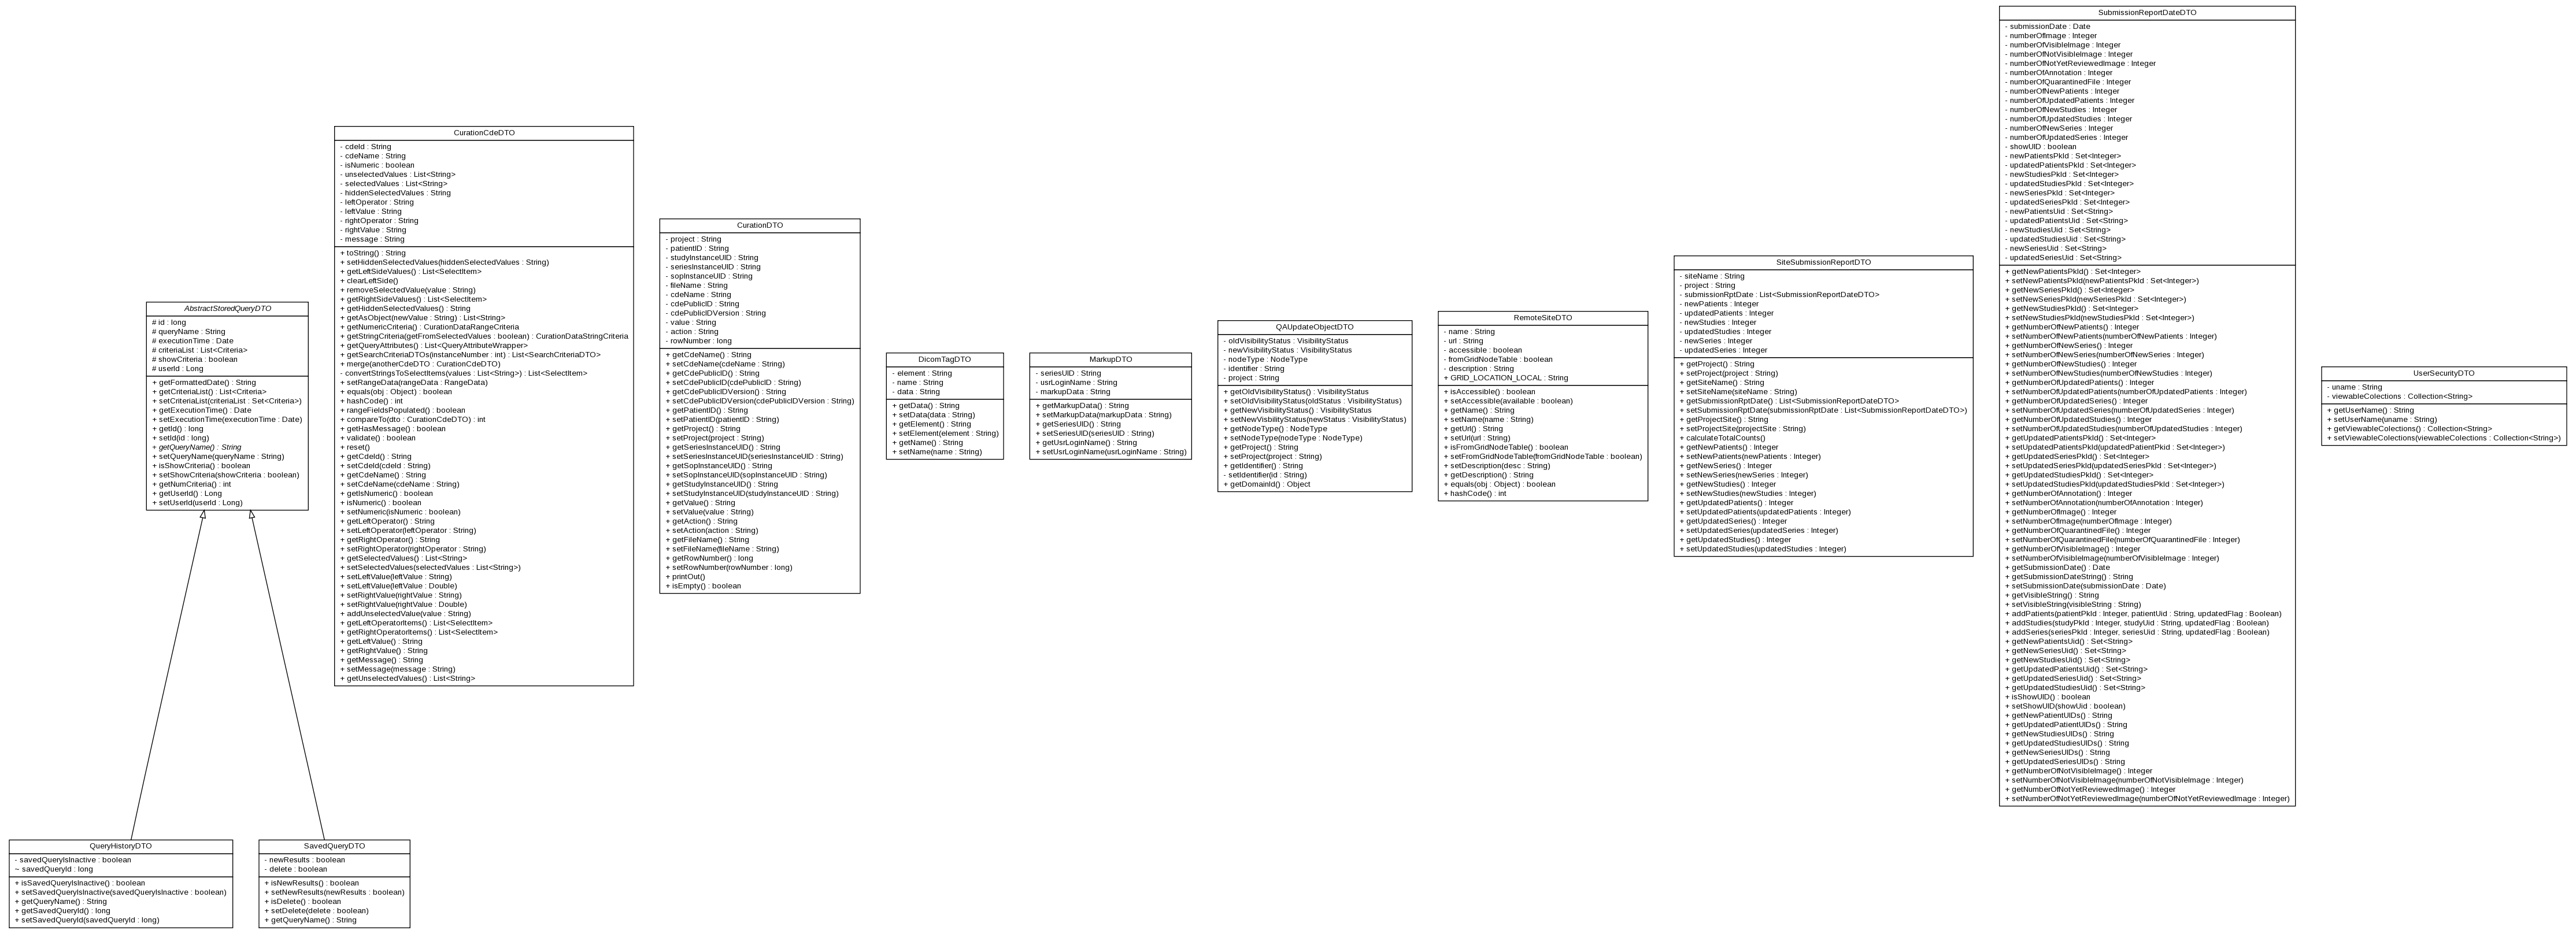 AbstractStoredQueryDTO
# id : long
# queryName : String
# executionTime : Date
# criteriaList : List<Criteria>
# showCriteria : boolean
# userId : Long
+ getFormattedDate() : String
+ getCriteriaList() : List<Criteria>
+ setCriteriaList(criteriaList : Set<Criteria>)
+ getExecutionTime() : Date
+ setExecutionTime(executionTime : Date)
+ getId() : long
+ setId(id : long)
+ getQueryName() : String
+ setQueryName(queryName : String)
+ isShowCriteria() : boolean
+ setShowCriteria(showCriteria : boolean)
+ getNumCriteria() : int
+ getUserId() : Long
+ setUserId(userId : Long)
QueryHistoryDTO
- savedQueryIsInactive : boolean
~ savedQueryId : long
+ isSavedQueryIsInactive() : boolean
+ setSavedQueryIsInactive(savedQueryIsInactive : boolean)
+ getQueryName() : String
+ getSavedQueryId() : long
+ setSavedQueryId(savedQueryId : long)
SavedQueryDTO
- newResults : boolean
- delete : boolean
+ isNewResults() : boolean
+ setNewResults(newResults : boolean)
+ isDelete() : boolean
+ setDelete(delete : boolean)
+ getQueryName() : String
CurationCdeDTO
- cdeId : String
- cdeName : String
- isNumeric : boolean
- unselectedValues : List<String>
- selectedValues : List<String>
- hiddenSelectedValues : String
- leftOperator : String
- leftValue : String
- rightOperator : String
- rightValue : String
- message : String
+ toString() : String
+ setHiddenSelectedValues(hiddenSelectedValues : String)
+ getLeftSideValues() : List<SelectItem>
+ clearLeftSide()
+ removeSelectedValue(value : String)
+ getRightSideValues() : List<SelectItem>
+ getHiddenSelectedValues() : String
+ getAsObject(newValue : String) : List<String>
+ getNumericCriteria() : CurationDataRangeCriteria
+ getStringCriteria(getFromSelectedValues : boolean) : CurationDataStringCriteria
+ getQueryAttributes() : List<QueryAttributeWrapper>
+ getSearchCriteriaDTOs(instanceNumber : int) : List<SearchCriteriaDTO>
+ merge(anotherCdeDTO : CurationCdeDTO)
- convertStringsToSelectItems(values : List<String>) : List<SelectItem>
+ setRangeData(rangeData : RangeData)
+ equals(obj : Object) : boolean
+ hashCode() : int
+ rangeFieldsPopulated() : boolean
+ compareTo(dto : CurationCdeDTO) : int
+ getHasMessage() : boolean
+ validate() : boolean
+ reset()
+ getCdeId() : String
+ setCdeId(cdeId : String)
+ getCdeName() : String
+ setCdeName(cdeName : String)
+ getIsNumeric() : boolean
+ isNumeric() : boolean
+ setNumeric(isNumeric : boolean)
+ getLeftOperator() : String
+ setLeftOperator(leftOperator : String)
+ getRightOperator() : String
+ setRightOperator(rightOperator : String)
+ getSelectedValues() : List<String>
+ setSelectedValues(selectedValues : List<String>)
+ setLeftValue(leftValue : String)
+ setLeftValue(leftValue : Double)
+ setRightValue(rightValue : String)
+ setRightValue(rightValue : Double)
+ addUnselectedValue(value : String)
+ getLeftOperatorItems() : List<SelectItem>
+ getRightOperatorItems() : List<SelectItem>
+ getLeftValue() : String
+ getRightValue() : String
+ getMessage() : String
+ setMessage(message : String)
+ getUnselectedValues() : List<String>
CurationDTO
- project : String
- patientID : String
- studyInstanceUID : String
- seriesInstanceUID : String
- sopInstanceUID : String
- fileName : String
- cdeName : String
- cdePublicID : String
- cdePublicIDVersion : String
- value : String
- action : String
- rowNumber : long
+ getCdeName() : String
+ setCdeName(cdeName : String)
+ getCdePublicID() : String
+ setCdePublicID(cdePublicID : String)
+ getCdePublicIDVersion() : String
+ setCdePublicIDVersion(cdePublicIDVersion : String)
+ getPatientID() : String
+ setPatientID(patientID : String)
+ getProject() : String
+ setProject(project : String)
+ getSeriesInstanceUID() : String
+ setSeriesInstanceUID(seriesInstanceUID : String)
+ getSopInstanceUID() : String
+ setSopInstanceUID(sopInstanceUID : String)
+ getStudyInstanceUID() : String
+ setStudyInstanceUID(studyInstanceUID : String)
+ getValue() : String
+ setValue(value : String)
+ getAction() : String
+ setAction(action : String)
+ getFileName() : String
+ setFileName(fileName : String)
+ getRowNumber() : long
+ setRowNumber(rowNumber : long)
+ printOut()
+ isEmpty() : boolean
DicomTagDTO
- element : String
- name : String
- data : String
+ getData() : String
+ setData(data : String)
+ getElement() : String
+ setElement(element : String)
+ getName() : String
+ setName(name : String)
MarkupDTO
- seriesUID : String
- usrLoginName : String
- markupData : String
+ getMarkupData() : String
+ setMarkupData(markupData : String)
+ getSeriesUID() : String
+ setSeriesUID(seriesUID : String)
+ getUsrLoginName() : String
+ setUsrLoginName(usrLoginName : String)
QAUpdateObjectDTO
- oldVisibilityStatus : VisibilityStatus
- newVisibilityStatus : VisibilityStatus
- nodeType : NodeType
- identifier : String
- project : String
+ getOldVisibilityStatus() : VisibilityStatus
+ setOldVisibilityStatus(oldStatus : VisibilityStatus)
+ getNewVisbilityStatus() : VisibilityStatus
+ setNewVisbilityStatus(newStatus : VisibilityStatus)
+ getNodeType() : NodeType
+ setNodeType(nodeType : NodeType)
+ getProject() : String
+ setProject(project : String)
+ getIdentifier() : String
- setIdentifier(id : String)
+ getDomainId() : Object
RemoteSiteDTO
- name : String
- url : String
- accessible : boolean
- fromGridNodeTable : boolean
- description : String
+ GRID_LOCATION_LOCAL : String
+ isAccessible() : boolean
+ setAccessible(available : boolean)
+ getName() : String
+ setName(name : String)
+ getUrl() : String
+ setUrl(url : String)
+ isFromGridNodeTable() : boolean
+ setFromGridNodeTable(fromGridNodeTable : boolean)
+ setDescription(desc : String)
+ getDescription() : String
+ equals(obj : Object) : boolean
+ hashCode() : int
SiteSubmissionReportDTO
- siteName : String
- project : String
- submissionRptDate : List<SubmissionReportDateDTO>
- newPatients : Integer
- updatedPatients : Integer
- newStudies : Integer
- updatedStudies : Integer
- newSeries : Integer
- updatedSeries : Integer
+ getProject() : String
+ setProject(project : String)
+ getSiteName() : String
+ setSiteName(siteName : String)
+ getSubmissionRptDate() : List<SubmissionReportDateDTO>
+ setSubmissionRptDate(submissionRptDate : List<SubmissionReportDateDTO>)
+ getProjectSite() : String
+ setProjectSite(projectSite : String)
+ calculateTotalCounts()
+ getNewPatients() : Integer
+ setNewPatients(newPatients : Integer)
+ getNewSeries() : Integer
+ setNewSeries(newSeries : Integer)
+ getNewStudies() : Integer
+ setNewStudies(newStudies : Integer)
+ getUpdatedPatients() : Integer
+ setUpdatedPatients(updatedPatients : Integer)
+ getUpdatedSeries() : Integer
+ setUpdatedSeries(updatedSeries : Integer)
+ getUpdatedStudies() : Integer
+ setUpdatedStudies(updatedStudies : Integer)
SubmissionReportDateDTO
- submissionDate : Date
- numberOfImage : Integer
- numberOfVisibleImage : Integer
- numberOfNotVisibleImage : Integer
- numberOfNotYetReviewedImage : Integer
- numberOfAnnotation : Integer
- numberOfQuarantinedFile : Integer
- numberOfNewPatients : Integer
- numberOfUpdatedPatients : Integer
- numberOfNewStudies : Integer
- numberOfUpdatedStudies : Integer
- numberOfNewSeries : Integer
- numberOfUpdatedSeries : Integer
- showUID : boolean
- newPatientsPkId : Set<Integer>
- updatedPatientsPkId : Set<Integer>
- newStudiesPkId : Set<Integer>
- updatedStudiesPkId : Set<Integer>
- newSeriesPkId : Set<Integer>
- updatedSeriesPkId : Set<Integer>
- newPatientsUid : Set<String>
- updatedPatientsUid : Set<String>
- newStudiesUid : Set<String>
- updatedStudiesUid : Set<String>
- newSeriesUid : Set<String>
- updatedSeriesUid : Set<String>
+ getNewPatientsPkId() : Set<Integer>
+ setNewPatientsPkId(newPatientsPkId : Set<Integer>)
+ getNewSeriesPkId() : Set<Integer>
+ setNewSeriesPkId(newSeriesPkId : Set<Integer>)
+ getNewStudiesPkId() : Set<Integer>
+ setNewStudiesPkId(newStudiesPkId : Set<Integer>)
+ getNumberOfNewPatients() : Integer
+ setNumberOfNewPatients(numberOfNewPatients : Integer)
+ getNumberOfNewSeries() : Integer
+ setNumberOfNewSeries(numberOfNewSeries : Integer)
+ getNumberOfNewStudies() : Integer
+ setNumberOfNewStudies(numberOfNewStudies : Integer)
+ getNumberOfUpdatedPatients() : Integer
+ setNumberOfUpdatedPatients(numberOfUpdatedPatients : Integer)
+ getNumberOfUpdatedSeries() : Integer
+ setNumberOfUpdatedSeries(numberOfUpdatedSeries : Integer)
+ getNumberOfUpdatedStudies() : Integer
+ setNumberOfUpdatedStudies(numberOfUpdatedStudies : Integer)
+ getUpdatedPatientsPkId() : Set<Integer>
+ setUpdatedPatientsPkId(updatedPatientPkid : Set<Integer>)
+ getUpdatedSeriesPkId() : Set<Integer>
+ setUpdatedSeriesPkId(updatedSeriesPkId : Set<Integer>)
+ getUpdatedStudiesPkId() : Set<Integer>
+ setUpdatedStudiesPkId(updatedStudiesPkId : Set<Integer>)
+ getNumberOfAnnotation() : Integer
+ setNumberOfAnnotation(numberOfAnnotation : Integer)
+ getNumberOfImage() : Integer
+ setNumberOfImage(numberOfImage : Integer)
+ getNumberOfQuarantinedFile() : Integer
+ setNumberOfQuarantinedFile(numberOfQuarantinedFile : Integer)
+ getNumberOfVisibleImage() : Integer
+ setNumberOfVisibleImage(numberOfVisibleImage : Integer)
+ getSubmissionDate() : Date
+ getSubmissionDateString() : String
+ setSubmissionDate(submissionDate : Date)
+ getVisibleString() : String
+ setVisibleString(visibleString : String)
+ addPatients(patientPkId : Integer, patientUid : String, updatedFlag : Boolean)
+ addStudies(studyPkId : Integer, studyUid : String, updatedFlag : Boolean)
+ addSeries(seriesPkId : Integer, seriesUid : String, updatedFlag : Boolean)
+ getNewPatientsUid() : Set<String>
+ getNewSeriesUid() : Set<String>
+ getNewStudiesUid() : Set<String>
+ getUpdatedPatientsUid() : Set<String>
+ getUpdatedSeriesUid() : Set<String>
+ getUpdatedStudiesUid() : Set<String>
+ isShowUID() : boolean
+ setShowUID(showUid : boolean)
+ getNewPatientUIDs() : String
+ getUpdatedPatientUIDs() : String
+ getNewStudiesUIDs() : String
+ getUpdatedStudiesUIDs() : String
+ getNewSeriesUIDs() : String
+ getUpdatedSeriesUIDs() : String
+ getNumberOfNotVisibleImage() : Integer
+ setNumberOfNotVisibleImage(numberOfNotVisibleImage : Integer)
+ getNumberOfNotYetReviewedImage() : Integer
+ setNumberOfNotYetReviewedImage(numberOfNotYetReviewedImage : Integer)
UserSecurityDTO
- uname : String
- viewableColections : Collection<String>
+ getUserName() : String
+ setUserName(uname : String)
+ getViewableColections() : Collection<String>
+ setViewableColections(viewableColections : Collection<String>)